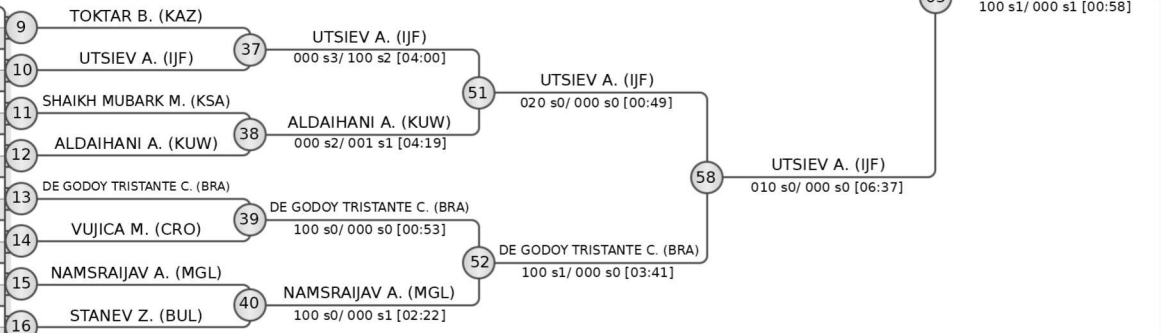 9
TOKTAR B. (KAZ)
10
UTSIEV A. (IJF)
37
UTSIEV A. (IJF)
000 s3/ 100 s2 [04:00]
11
SHAIKH MUBARK M. (KSA)
12
ALDAIHANI A. (KUW)
38
ALDAIHANI A. (KUW)
000 s2/ 001 s1 [04:19]
51
UTSIEV A. (IJF)
020 s0/ 000 s0 [00:49]
13
DE GODOY TRISTANTE C. (BRA)
14
VUJICA M. (CRO)
39
DE GODOY TRISTANTE C. (BRA)
100 s0/ 000 s0 [00:53]
15
NAMSRAIJAV A. (MGL)
16
STANEV Z. (BUL)
40
NAMSRAIJAV A. (MGL)
100 s0/ 000 s1 [02:22]
52
DE GODOY TRISTANTE C. (BRA)
100 s1/ 000 s0 [03:41]
58
UTSIEV A. (IJF)
010 s0/ 000 s0 [06:37]
100 s1/ 000 s1 [00:58]